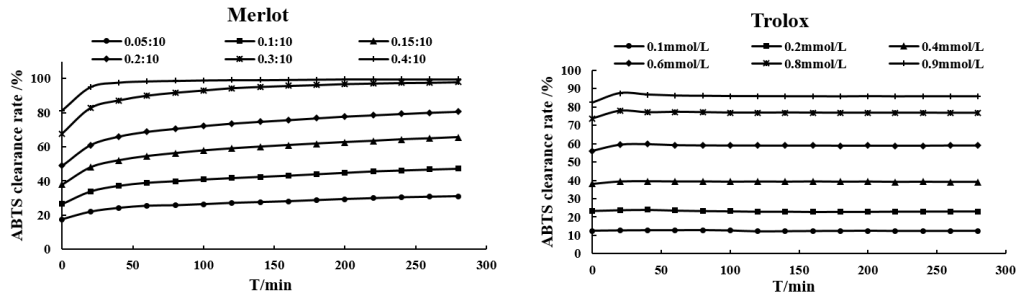 Merlot
0.05:10 0.1:10 0.15:10
0.2:10 0.3:10 0.4:10
ABTS clearance rate /%
100
80
60
40
20
0
0 50 100 150 200 250 300
T/min
Trolox
0.1mmol/L 0.2mmol/L 0.4mmol/L
0.6mmol/L 0.8mmol/L 0.9mmol/L
ABTS clearance rate /%
100
90
80
70
60
50
40
30
20
10
0
0 50 100 150 200 250 300
T/min